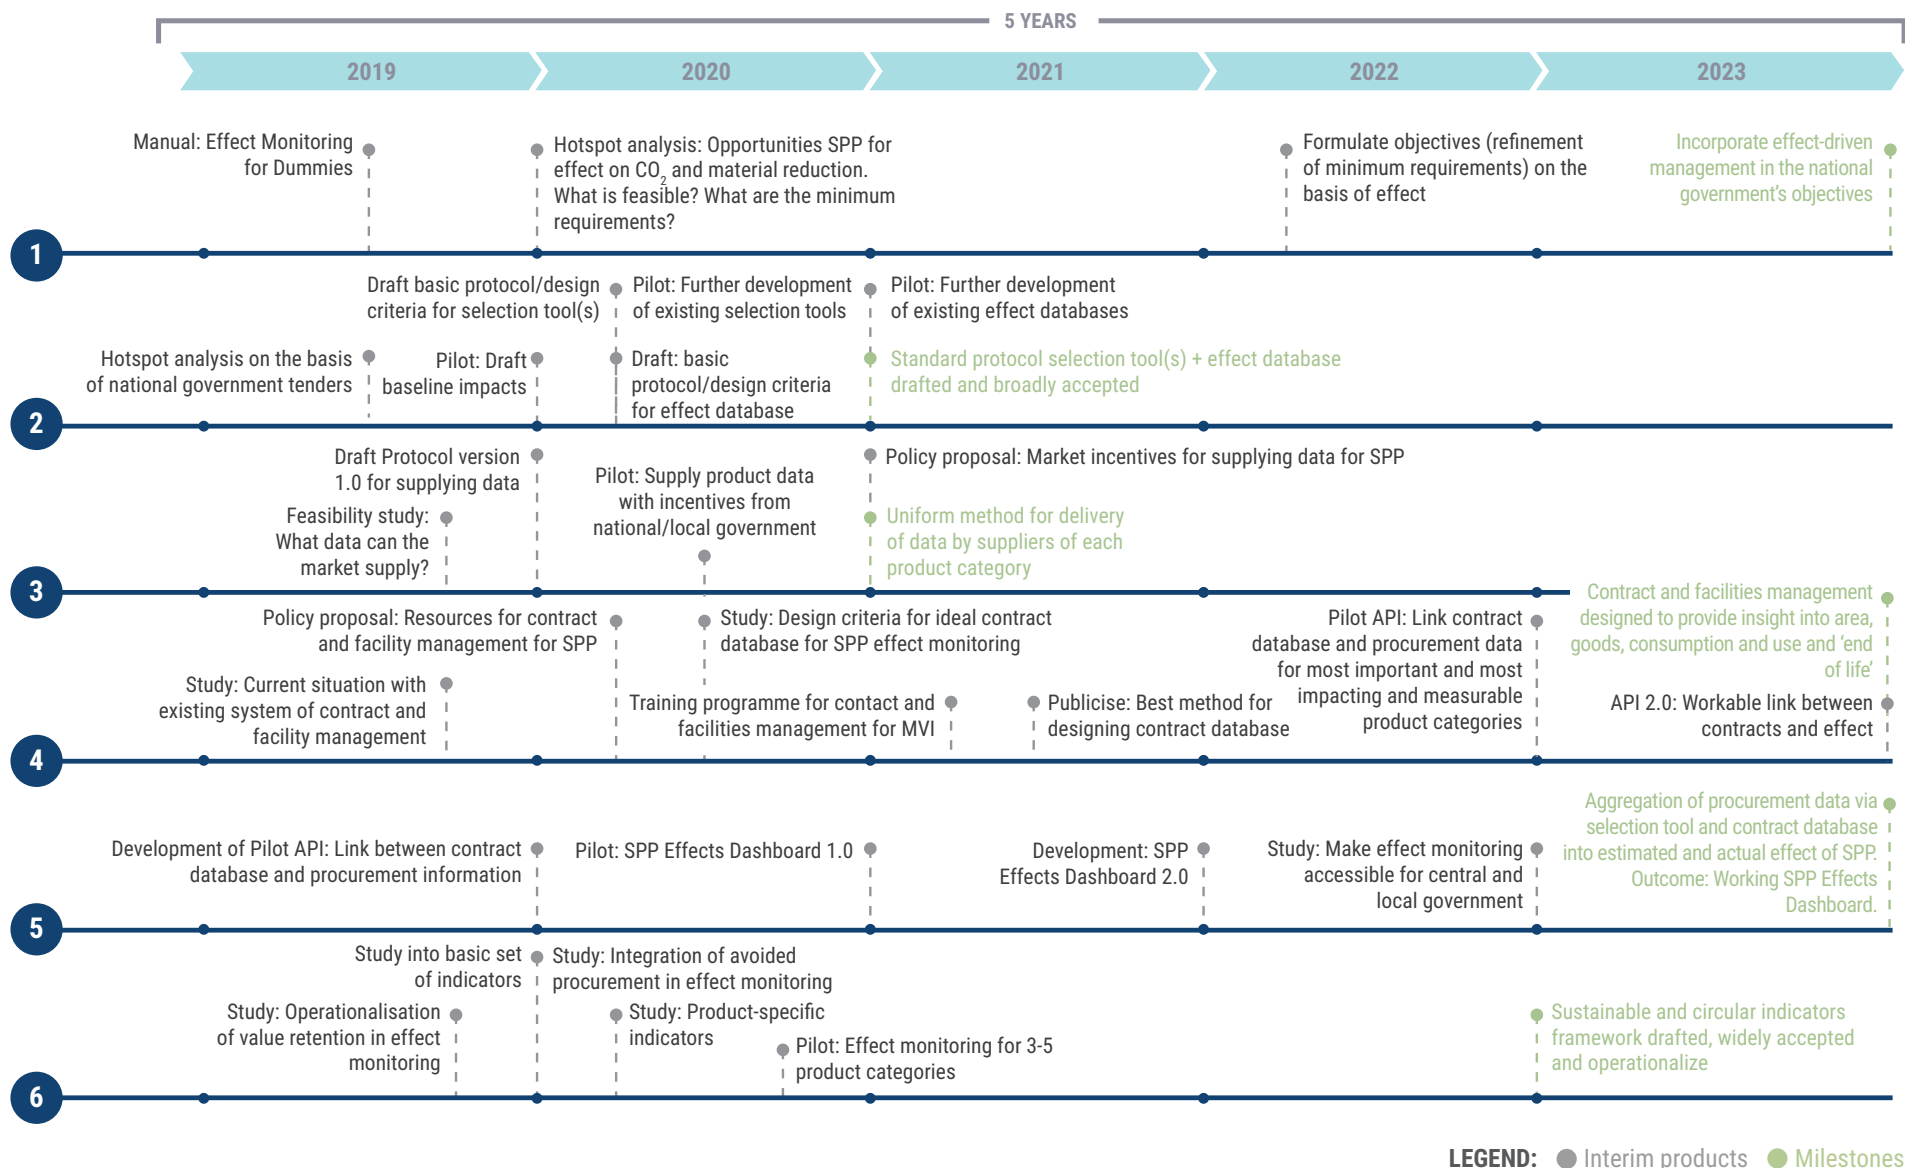 5 YEARS
2019
2020
2021
2022
2023
Manual: Effect Monitoring
for Dummies
Hotspot analysis: Opportunities SPP for
effect on CO2 and material reduction.
What is feasible? What are the minimum
requirements?
Formulate objectives (refinement
of minimum requirements) on the
basis of effect
Incorporate effect-driven
management in the national
government's objectives
1
Draft basic protocol/design
criteria for selection tool(s)
Pilot: Further development
of existing selection tools
Pilot: Further development
of existing effect databases
Hotspot analysis on the basis
of national government tenders
Pilot: Draft
baseline impacts
Draft: basic
protocol/design criteria
for effect database
Standard protocol selection tool(s) + effect database
drafted and broadly accepted
2
Draft Protocol version
1.0 for supplying data
Feasibility study:
What data can the
market supply?
Pilot: Supply product data
with incentives from
national/local government
Policy proposal: Market incentives for supplying data for SPP
Uniform method for delivery
of data by suppliers of each
product category
3
Policy proposal: Resources for contract
and facility management for SPP
Study: Current situation with
existing system of contract and
facility management
Study: Design criteria for ideal contract
database for SPP effect monitoring
Training programme for contact and
facilities management for MVI
Publicise: Best method for
designing contract database
Pilot API: Link contract
database and procurement data
for most important and most
impacting and measurable
product categories
Contract and facilities management
designed to provide insight into area,
goods, consumption and use and ‘end
of life’
API 2.0: Workable link between
contracts and effect
4
Development of Pilot API: Link between contract
database and procurement information
Pilot: SPP Effects Dashboard 1.0
Development: SPP
Effects Dashboard 2.0
Study: Make effect monitoring
accessible for central and
local government
Aggregation of procurement data via
selection tool and contract database
into estimated and actual effect of SPP.
Outcome: Working SPP Effects
Dashboard.
5
Study into basic set
of indicators
Study: Integration of avoided
procurement in effect monitoring
Study: Operationalisation
of value retention in effect
monitoring
Study: Product-specific
indicators
Pilot: Effect monitoring for 3-5
product categories
Sustainable and circular indicators
framework drafted, widely accepted
and operationalize
6
LEGEND: Interim products Milestones